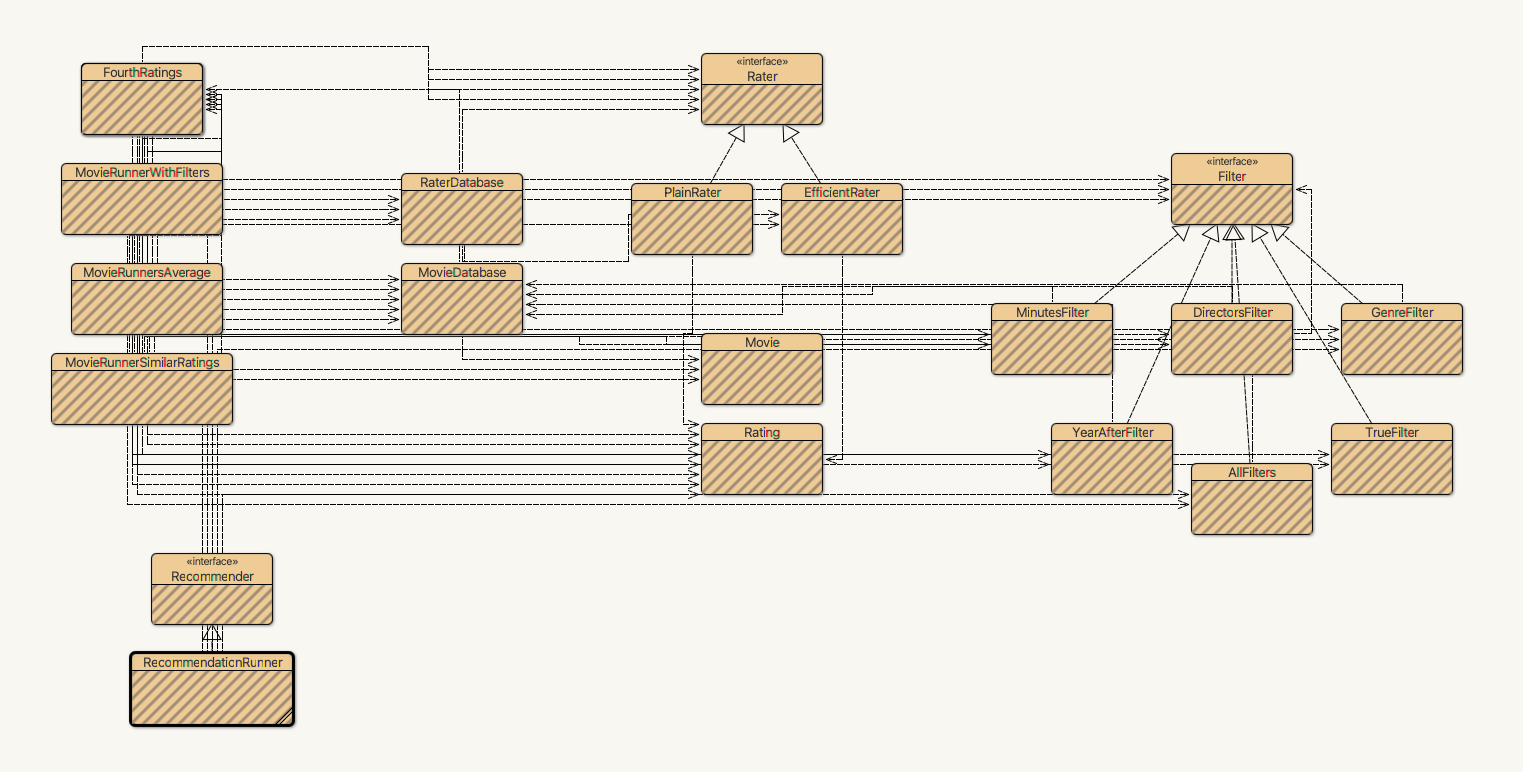 FourthRatings
«interface»
Rater
MovieRunnerWithFilters
RaterDatabase
PlainRater
EfficientRater
«interface»
Filter
MovieRunnersAverage
MovieDatabase
MinutesFilter
DirectorsFilter
GenreFilter
MovieRunnerSimilarRatings
Movie
Rating
YearAfterFilter
TrueFilter
AllFilters
«interface»
Recommender
RecommendationRunner